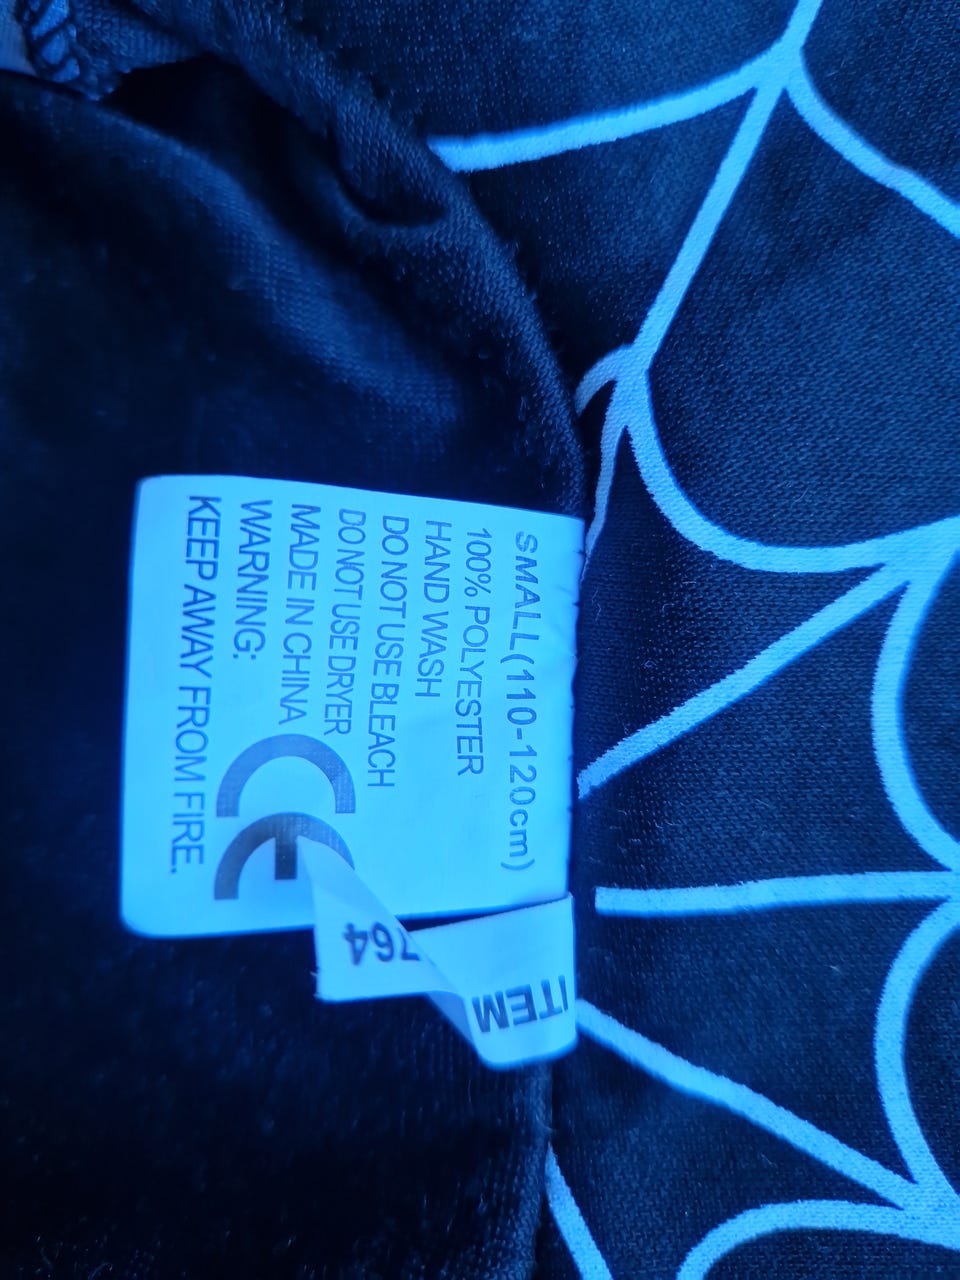 SMALL(110-120cm)
100% POLYESTER
HAND WASH
DO NOT USE BLEACH
DO NOT USE DRYER
MADE IN CHINA
WARNING:
KEEP AWAY FROM FIRE.
CE
ITEM
764